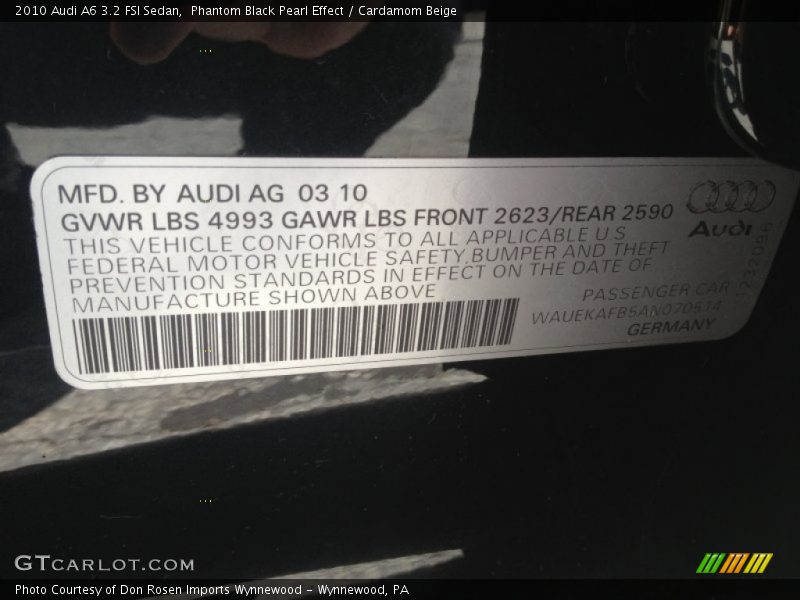 2010 Audi A6 3.2 FSI Sedan,  Phantom Black Pearl Effect / Cardamom Beige
MFD. BY AUDI AG 03 10
GVWR LBS 4993 GAWR LBS FRONT 2623/REAR 2590
THIS VEHICLE CONFORMS TO ALL APPLICABLE U S
FEDERAL MOTOR VEHICLE SAFETY,BUMPER AND THEFT
PREVENTION STANDARDS IN EFFECT ON THE DATE OF
MANUFACTURE SHOWN ABOVE
Audi
PASSENGER CAR
WAUEKAFB5AN070514
GERMANY
GTCARLOT.COM
Photo Courtesy of Don Rosen Imports Wynnewood - Wynnewood, PA